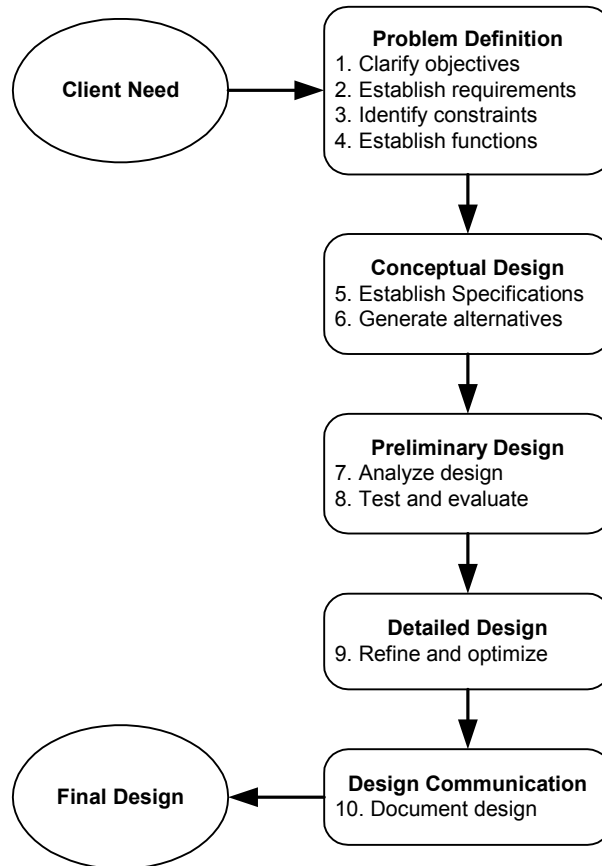 Client Need
Problem Definition
1. Clarify objectives
2. Establish requirements
3. Identify constraints
4. Establish functions
Conceptual Design
5. Establish Specifications
6. Generate alternatives
Preliminary Design
7. Analyze design
8. Test and evaluate
Detailed Design
9. Refine and optimize
Design Communication
10. Document design
Final Design